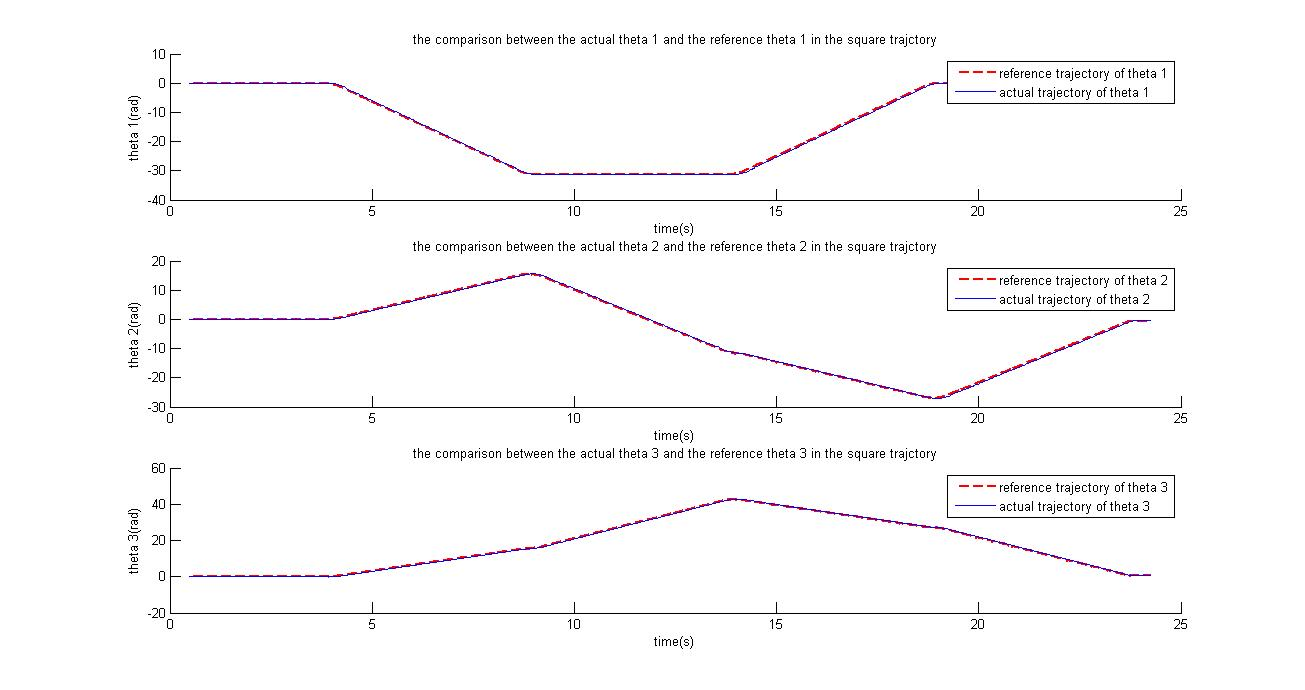 the comparison between the actual theta 1 and the reference theta 1 in the square trajctory
10
0
-10
-20
-30
-40
theta 1(rad)
reference trajectory of theta 1
actual trajectory of theta 1
0 5 10 15 20 25
time(s)
the comparison between the actual theta 2 and the reference theta 2 in the square trajctory
20
10
0
-10
-20
-30
theta 2(rad)
reference trajectory of theta 2
actual trajectory of theta 2
0 5 10 15 20 25
time(s)
the comparison between the actual theta 3 and the reference theta 3 in the square trajctory
60
40
20
0
-20
theta 3(rad)
reference trajectory of theta 3
actual trajectory of theta 3
0 5 10 15 20 25
time(s)